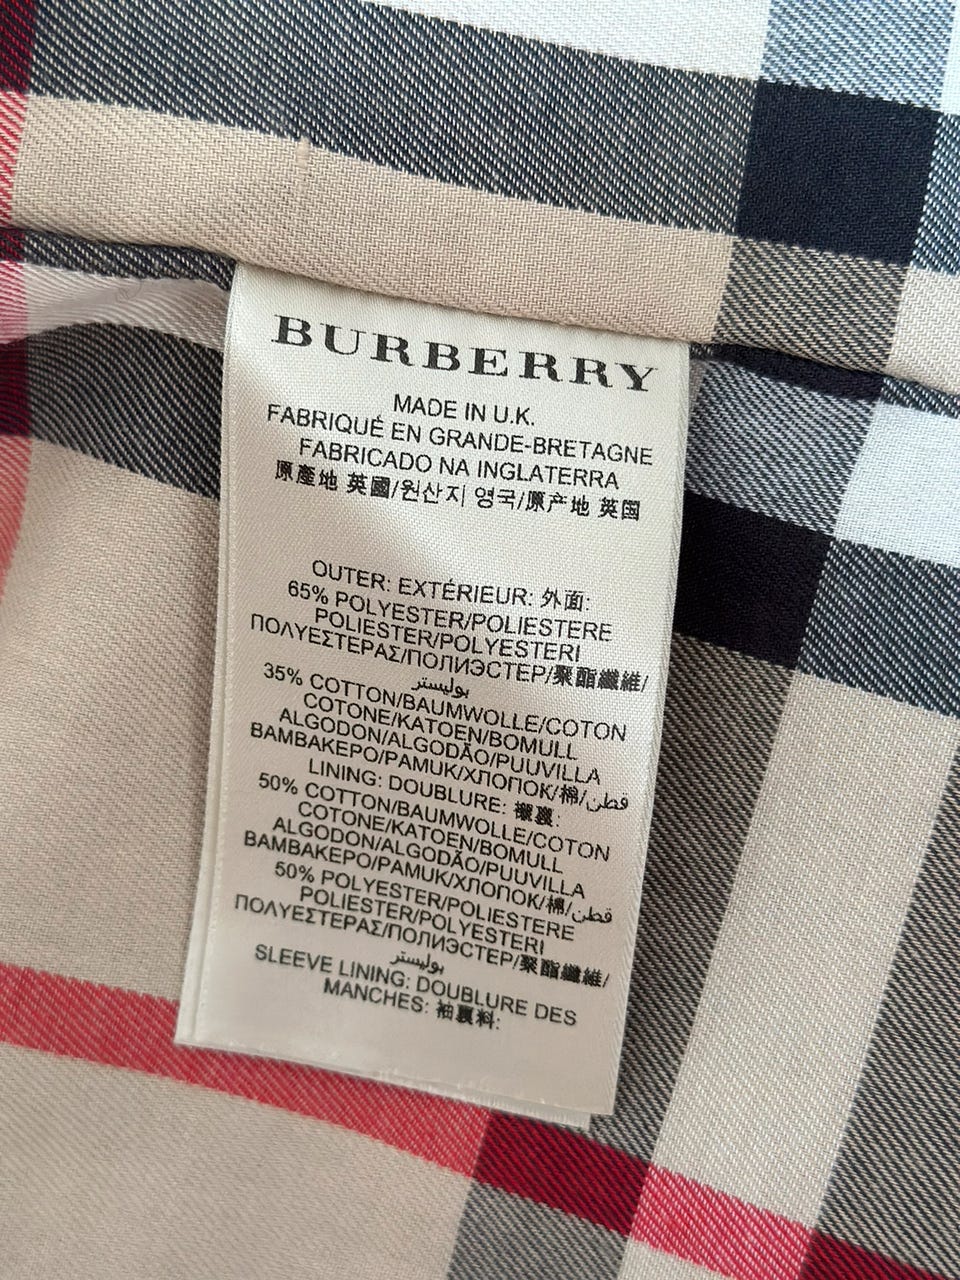 BURBERRY
MADE IN U.K.
FABRIQUÉ EN GRANDE-BRETAGNE
FABRICADO NA INGLATERRA
原產地 英國/원산지 영국/原产地 英国
OUTER: EXTÉRIEUR: 外面:
65% POLYESTER/POLIESTERE
POLIESTER/POLYESTERI
ΠΟΛΥΕΣΤΕΡΑΣ/ПОЛИЭСТЕР/聚酯纖維/
بوليستر
35% COTTON/BAUMWOLLE/COTON
COTONE/KATOEN/BOMULL
ALGODON/ALGODÃO/PUUVILLA
ΒΑΜΒΑΚΕΡΟ/PAMUK/ХЛОПОК/棉/قطن
LINING: DOUBLURE: 襯裏:
50% COTTON/BAUMWOLLE/COTON
COTONE/KATOEN/BOMULL
ALGODON/ALGODÃO/PUUVILLA
ΒΑΜΒΑΚΕΡΟ/PAMUK/ХЛОПОК/棉/قطن
50% POLYESTER/POLIESTERE
POLIESTER/POLYESTERI
ΠΟΛΥΕΣΤΕΡΑΣ/ПОЛИЭСТЕР/聚酯纖維/
بوليستر
SLEEVE LINING: DOUBLURE DES
MANCHES: 袖裏料: